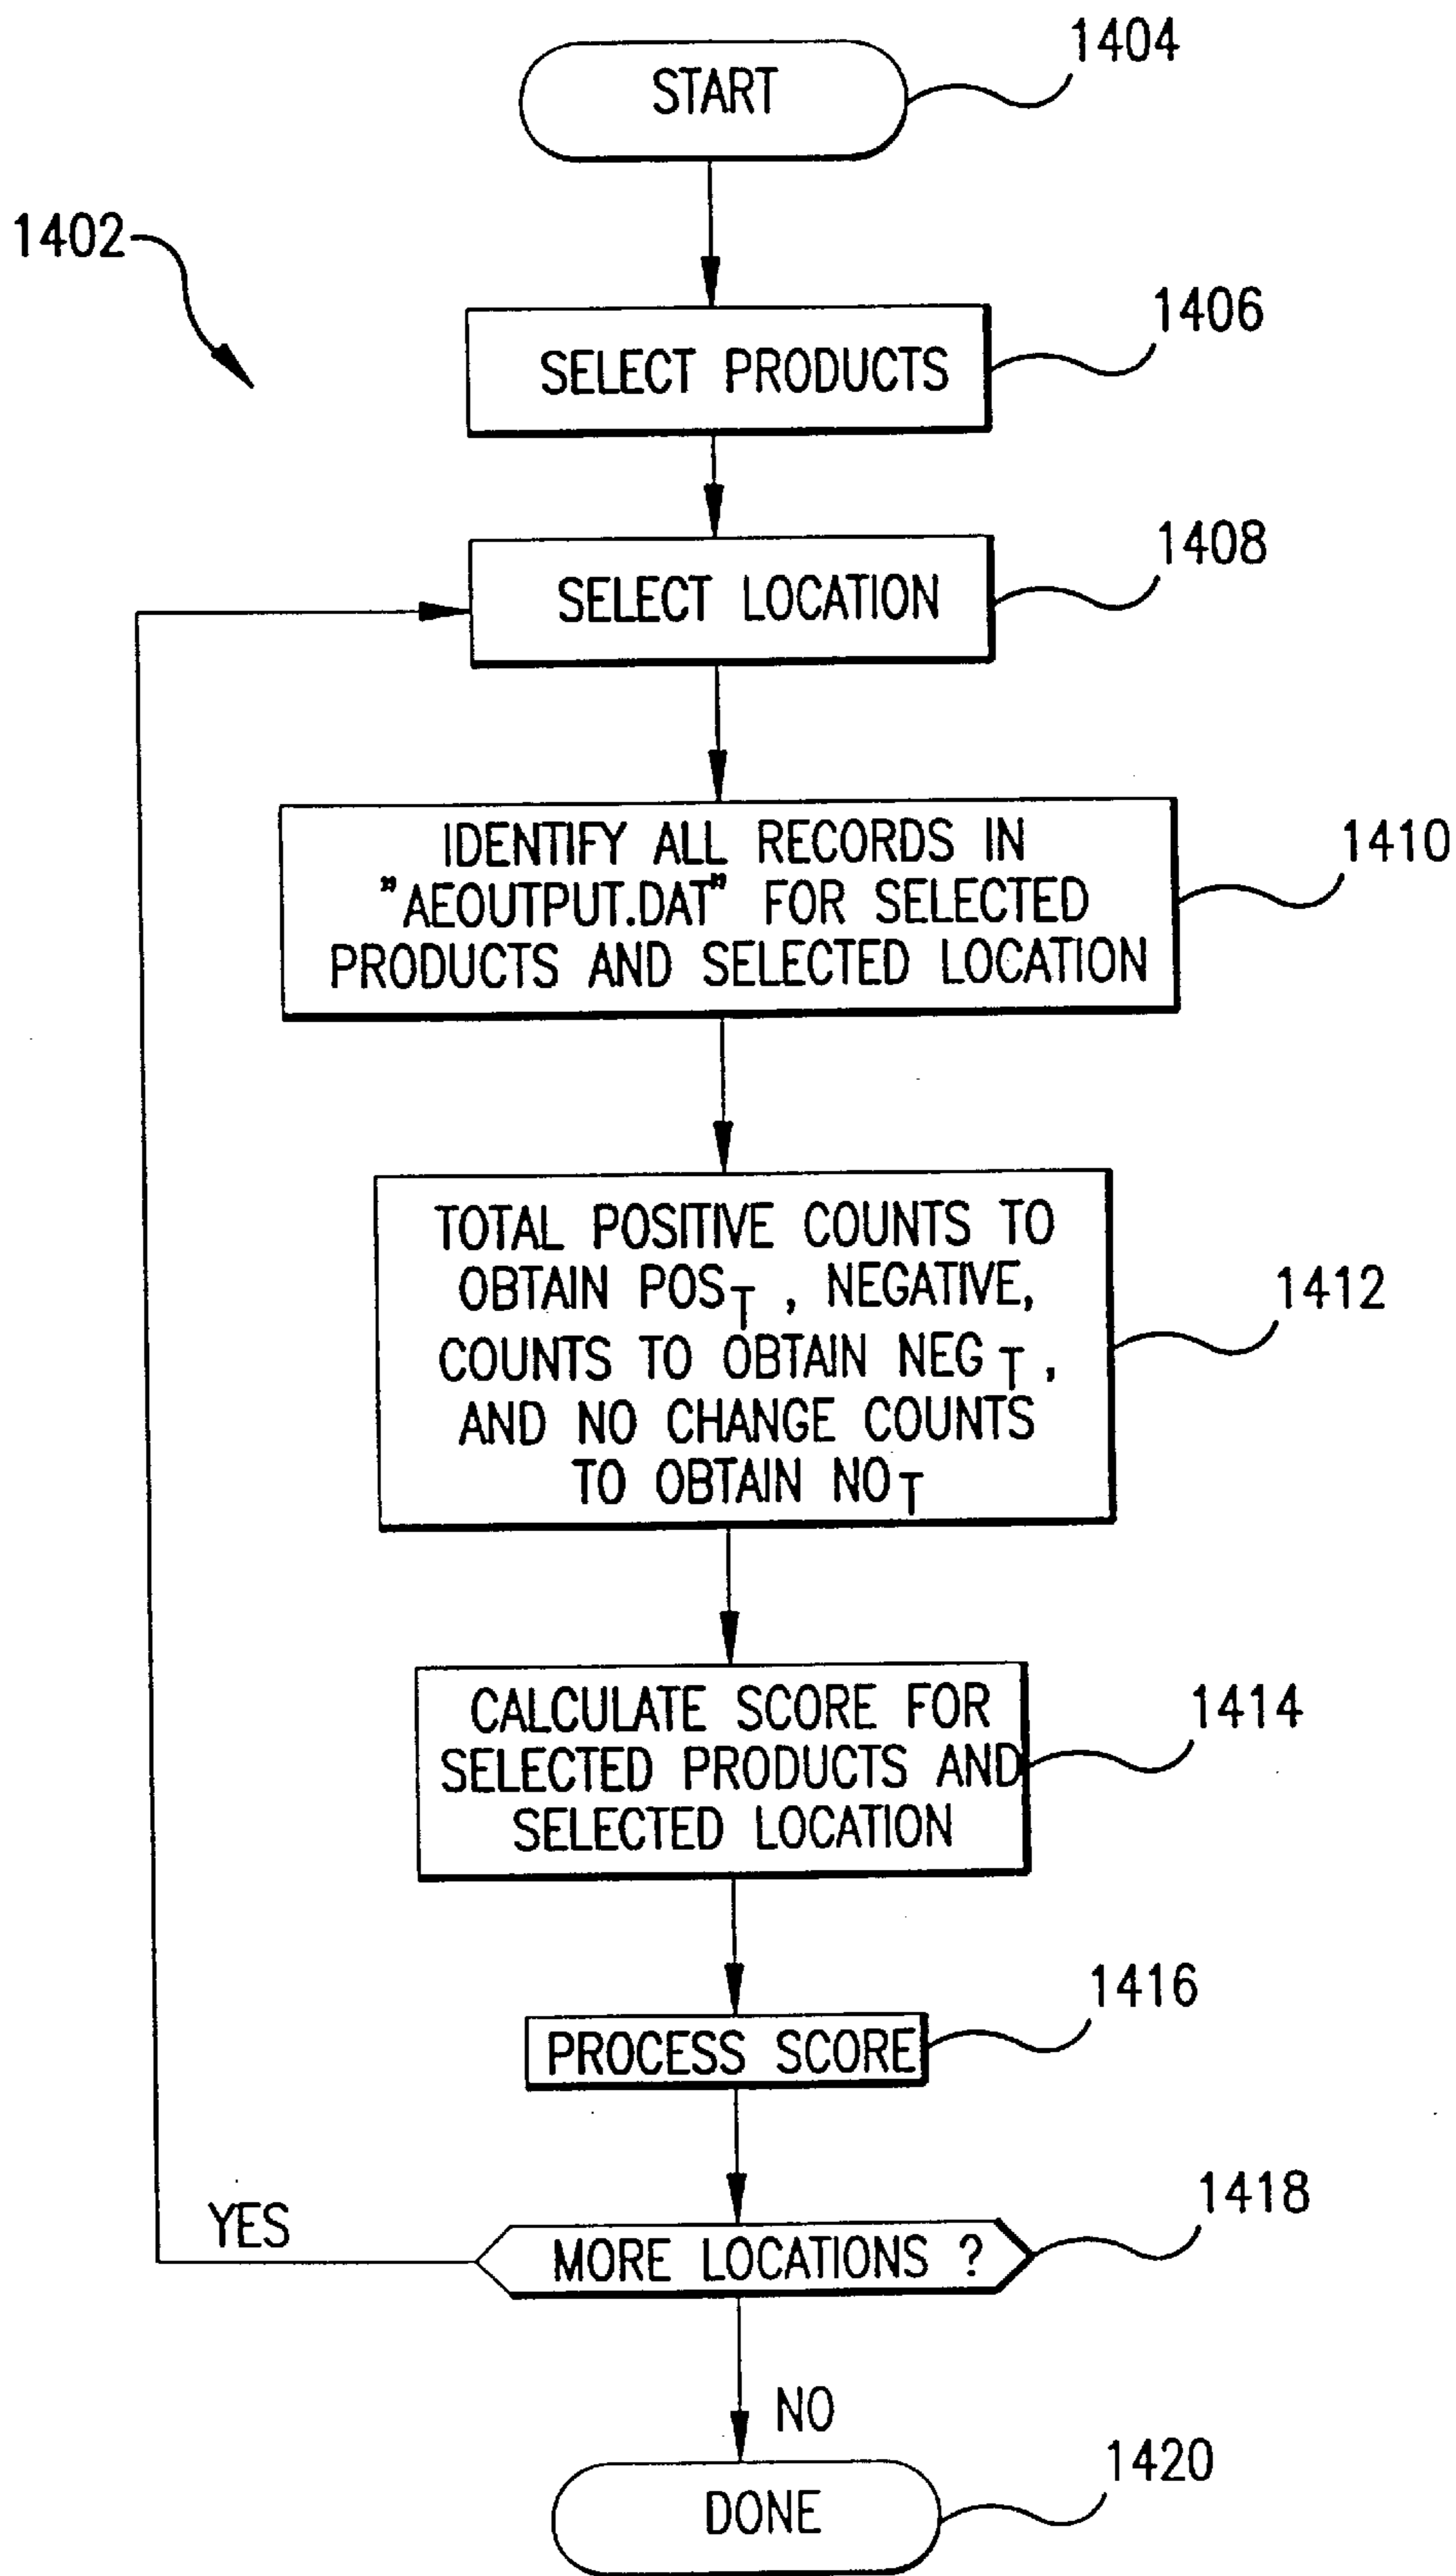 START
1404
1402
SELECT PRODUCTS
1406
SELECT LOCATION
1408
IDENTIFY ALL RECORDS IN
"AEOUTPUT.DAT" FOR SELECTED
PRODUCTS AND SELECTED LOCATION
1410
TOTAL POSITIVE COUNTS TO
OBTAIN POS_T , NEGATIVE,
COUNTS TO OBTAIN NEG_T ,
AND NO CHANGE COUNTS
TO OBTAIN NO_T
1412
CALCULATE SCORE FOR
SELECTED PRODUCTS AND
SELECTED LOCATION
1414
PROCESS SCORE
1416
MORE LOCATIONS ?
1418
YES
NO
DONE
1420